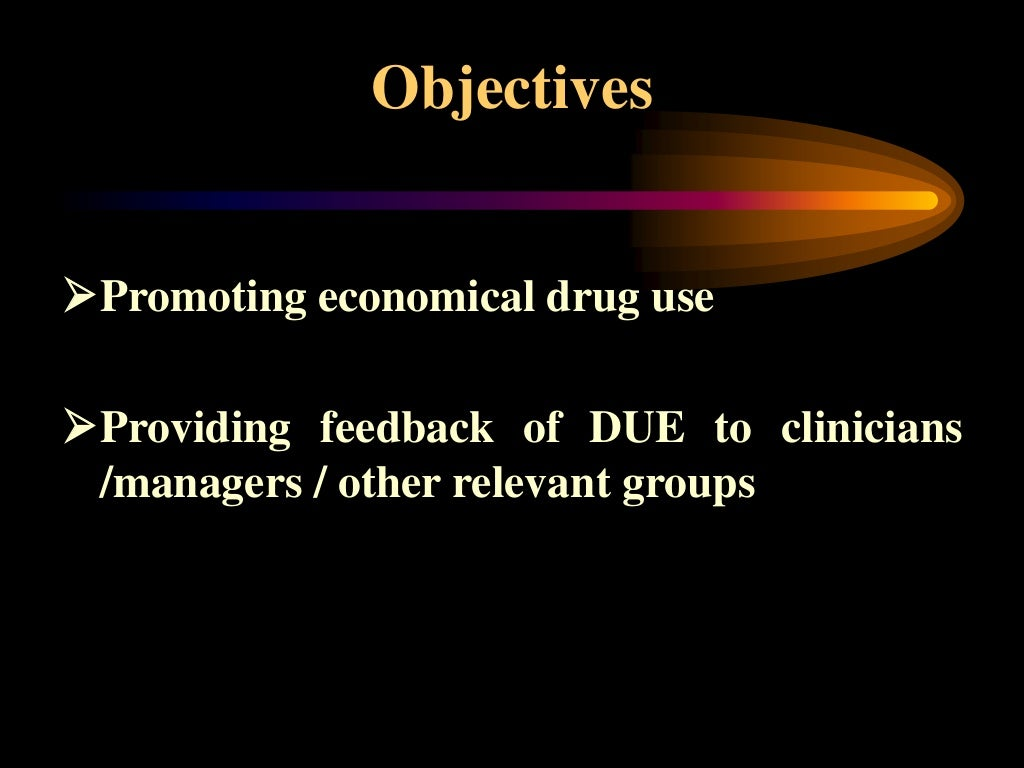 Objectives
➢Promoting economical drug use
➢Providing feedback of DUE to clinicians
/managers / other relevant groups